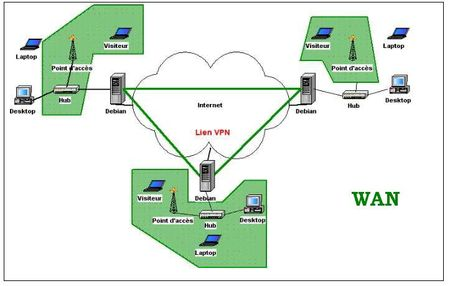 Laptop
Visiteur
Point d'accès
Desktop
Hub
Debian
Internet
Lien VPN
Visiteur
Laptop
Point d'accès
Debian
Hub
Desktop
Visiteur
Debian
Point d'accès
Hub
Desktop
Laptop
WAN